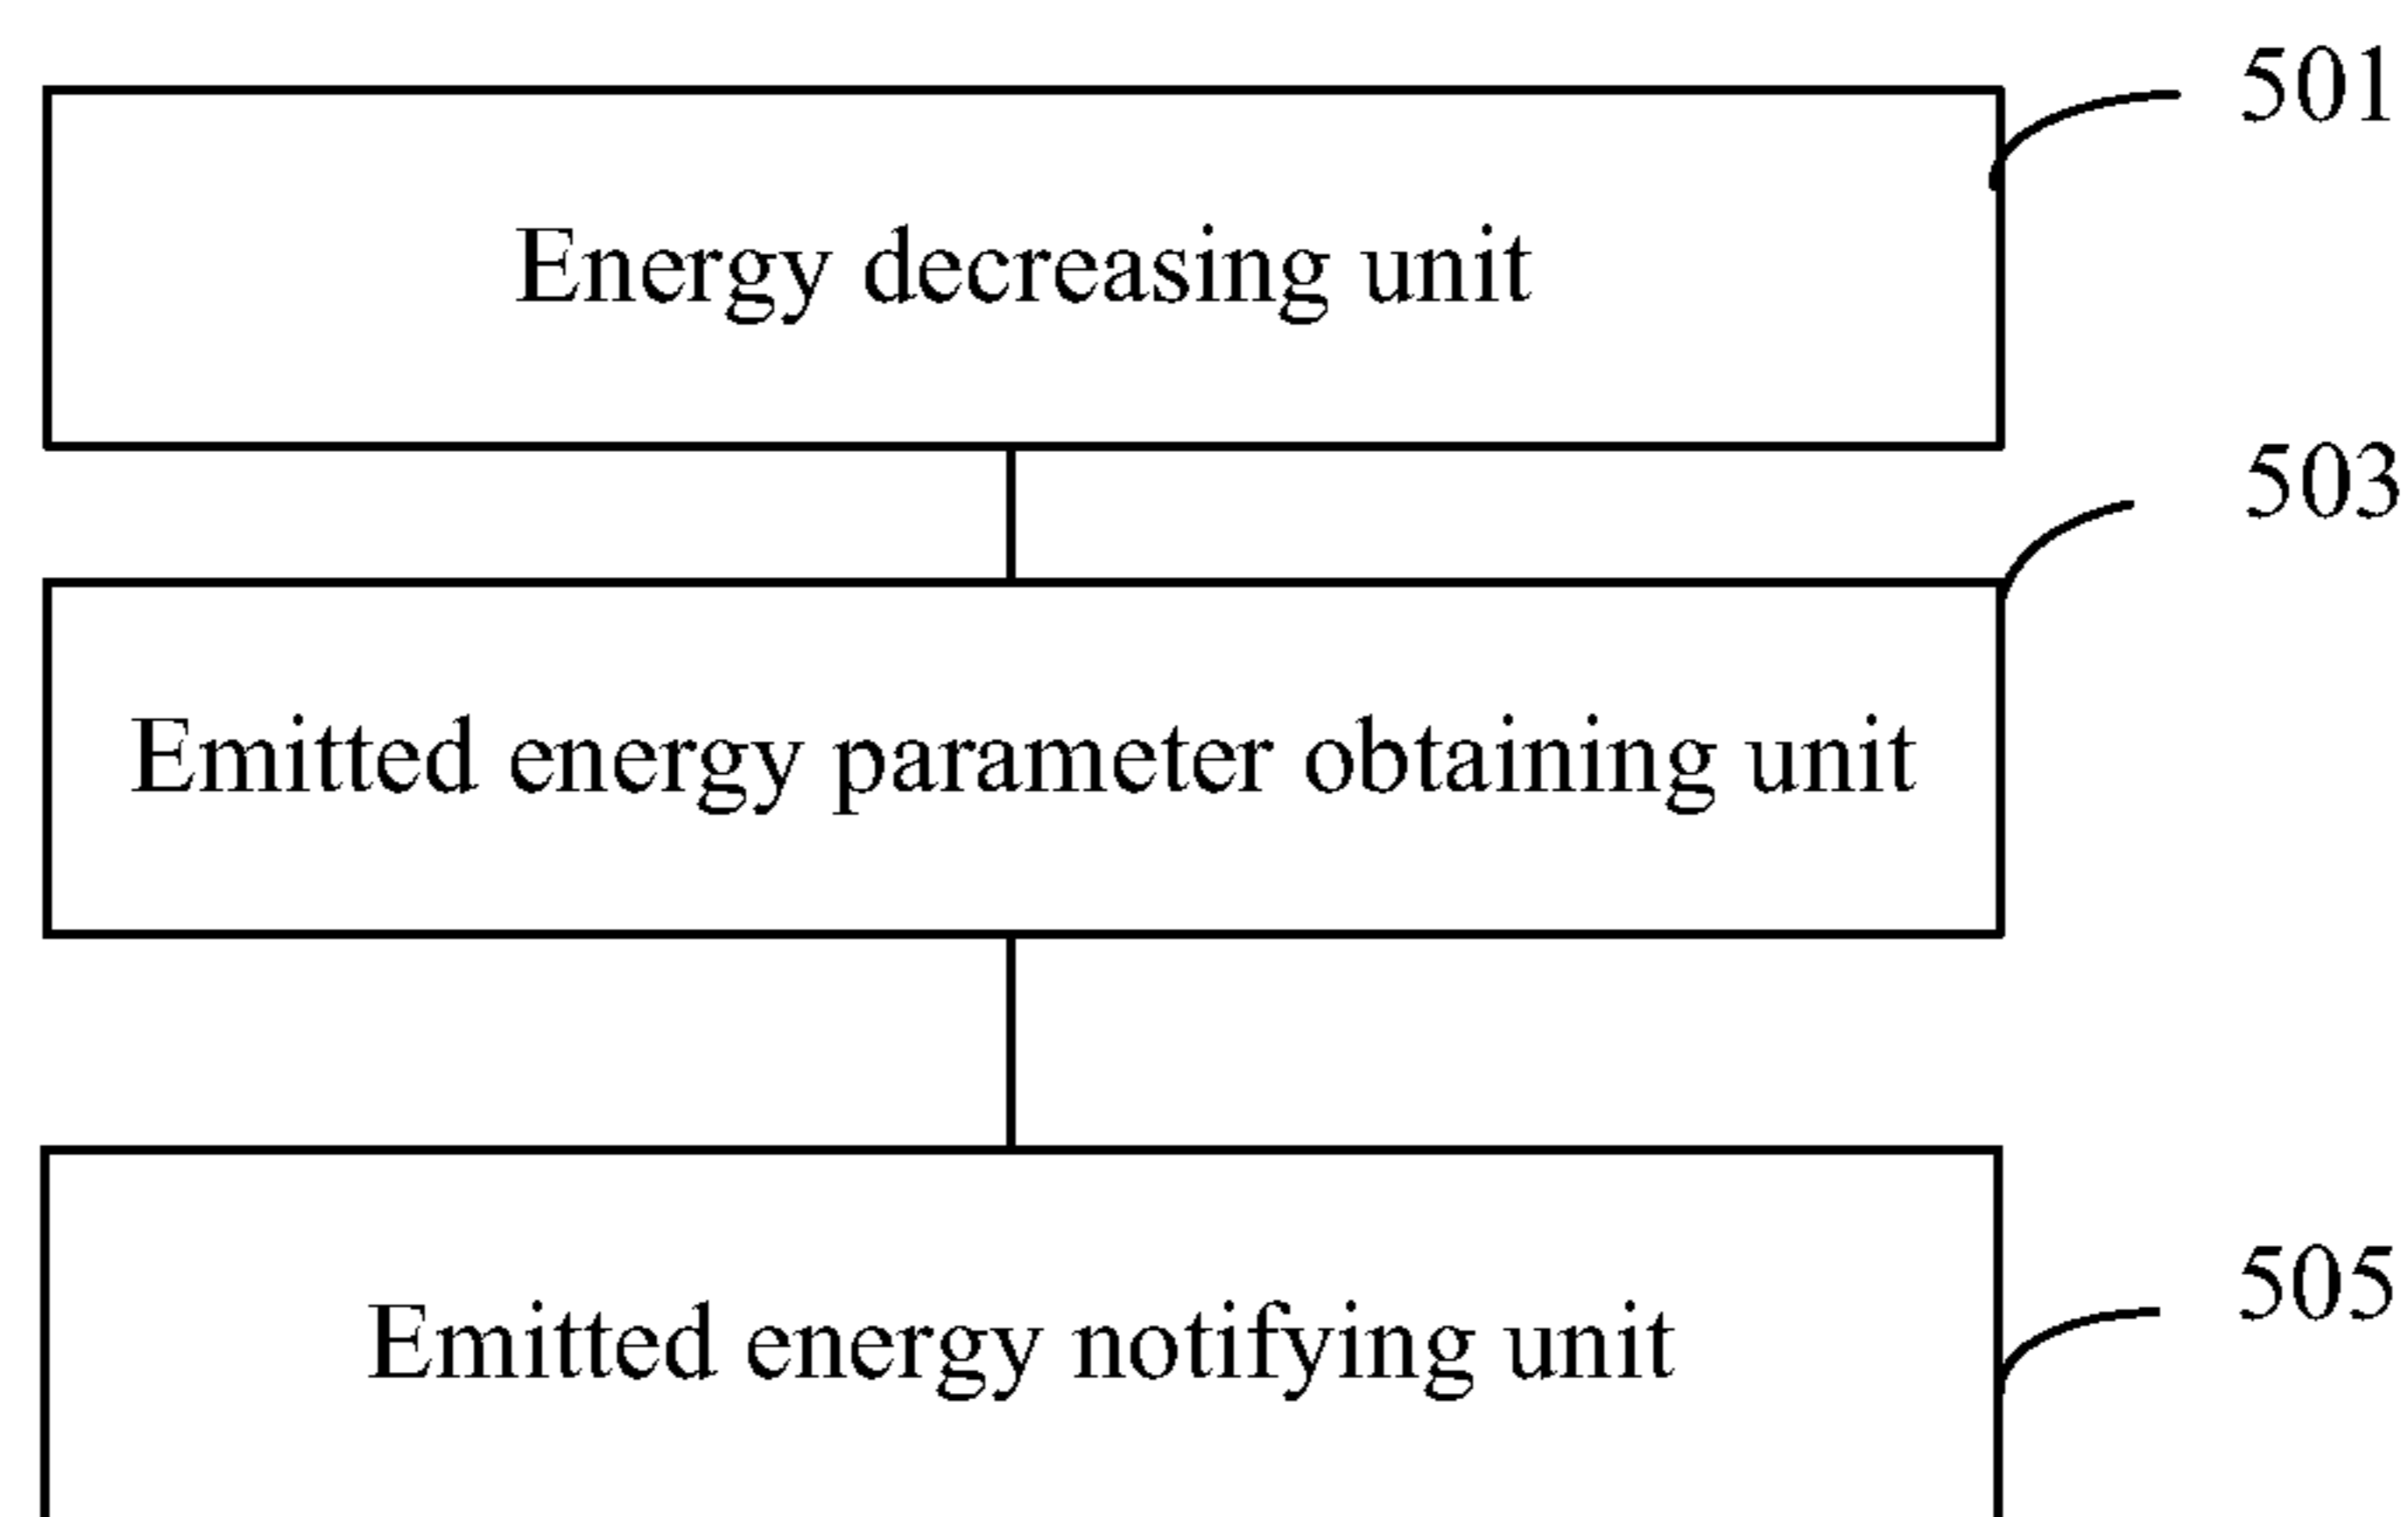 501
Energy decreasing unit
503
Emitted energy parameter obtaining unit
505
Emitted energy notifying unit